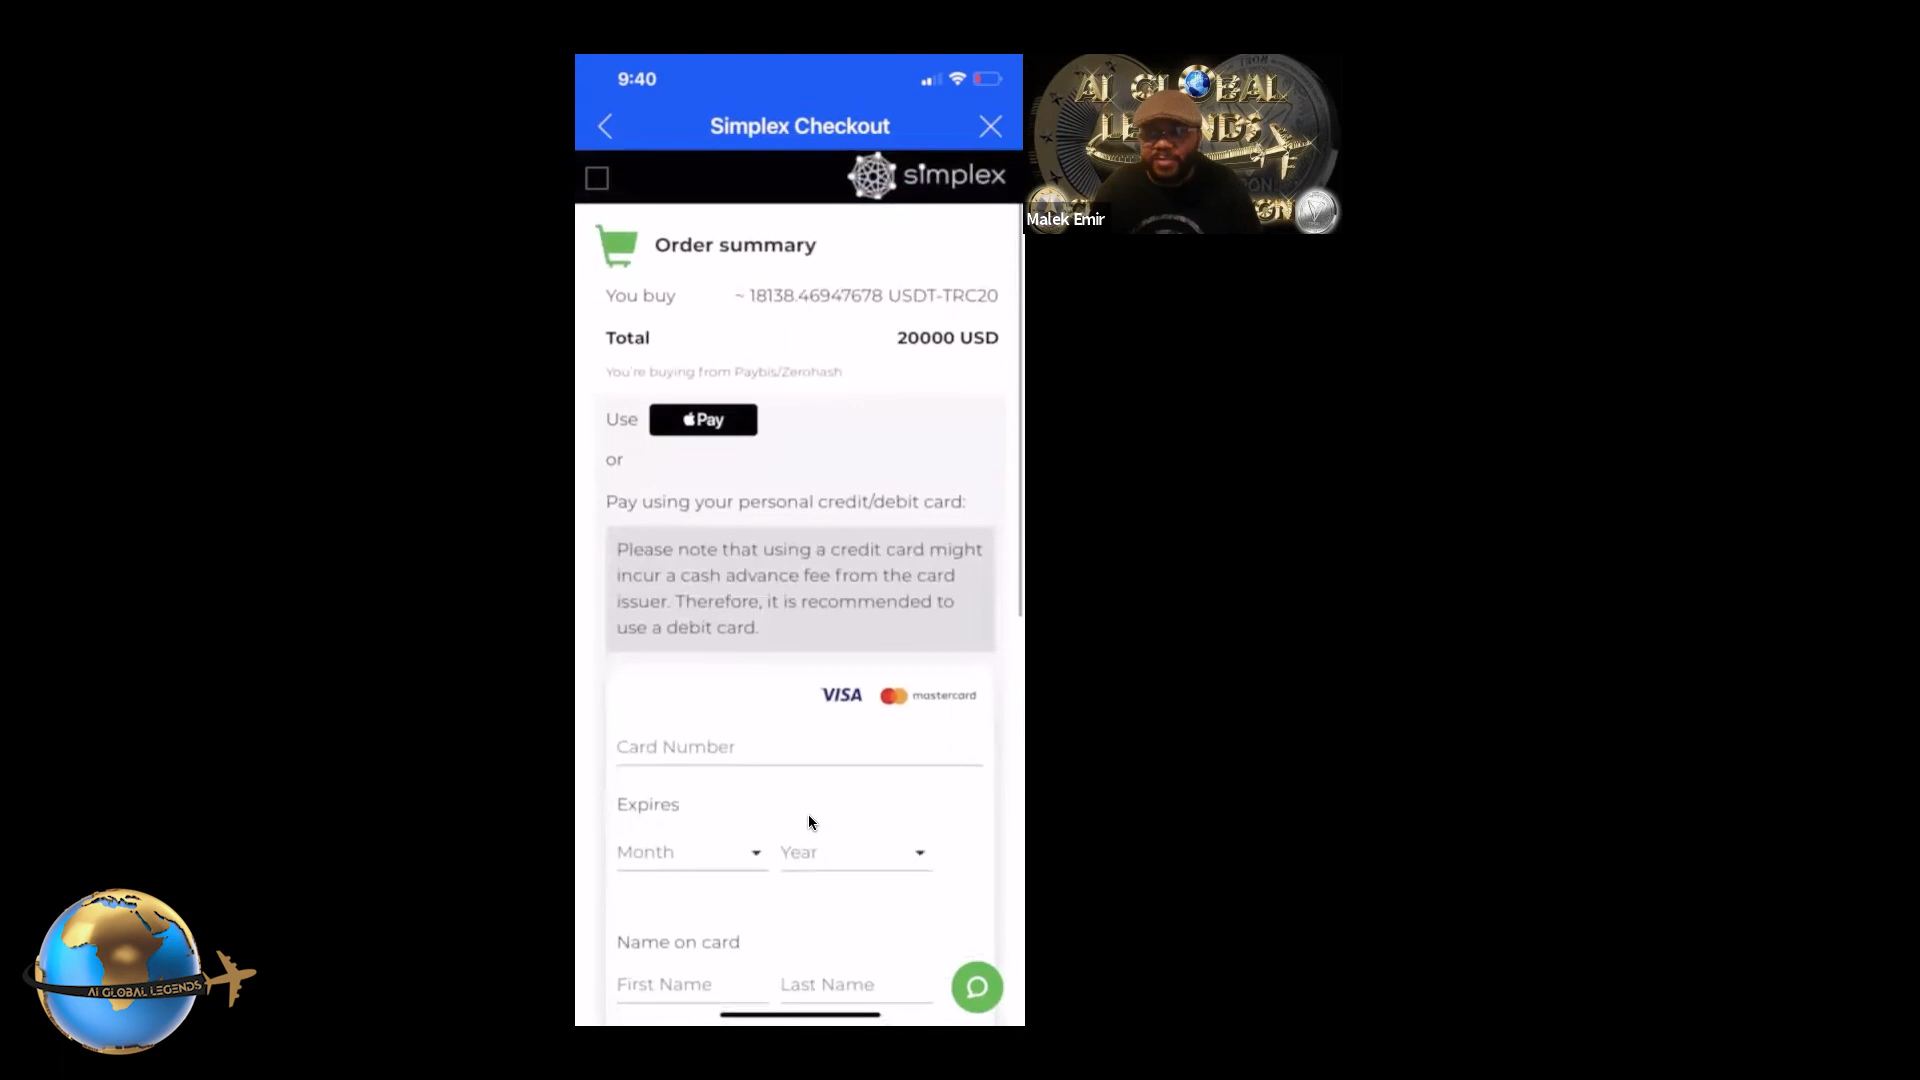 9:40
Simplex Checkout
simplex
Order summary
You buy ~ 18138.46947678 USDT-TRC20
Total 20000 USD
You're buying from Paybis/Zerohash
Use Pay
or
Pay using your personal credit/debit card:
Please note that using a credit card might
incur a cash advance fee from the card
issuer. Therefore, it is recommended to
use a debit card.
VISA mastercard
Card Number
Expires
Month Year
Name on card
First Name Last Name
AI GLOBAL
LEGENDS
Malek Emir
AI GLOBAL LEGENDS